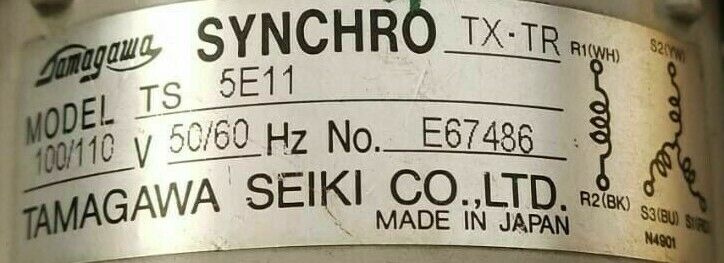 Tamagawa SYNCHRO TX-TR
MODEL TS 5E11
100/110 V 50/60 Hz No. E67486
TAMAGAWA SEIKI CO.,LTD.
MADE IN JAPAN
R1(WH) S2(YW)
R2(BK) S3(BU)
N4901